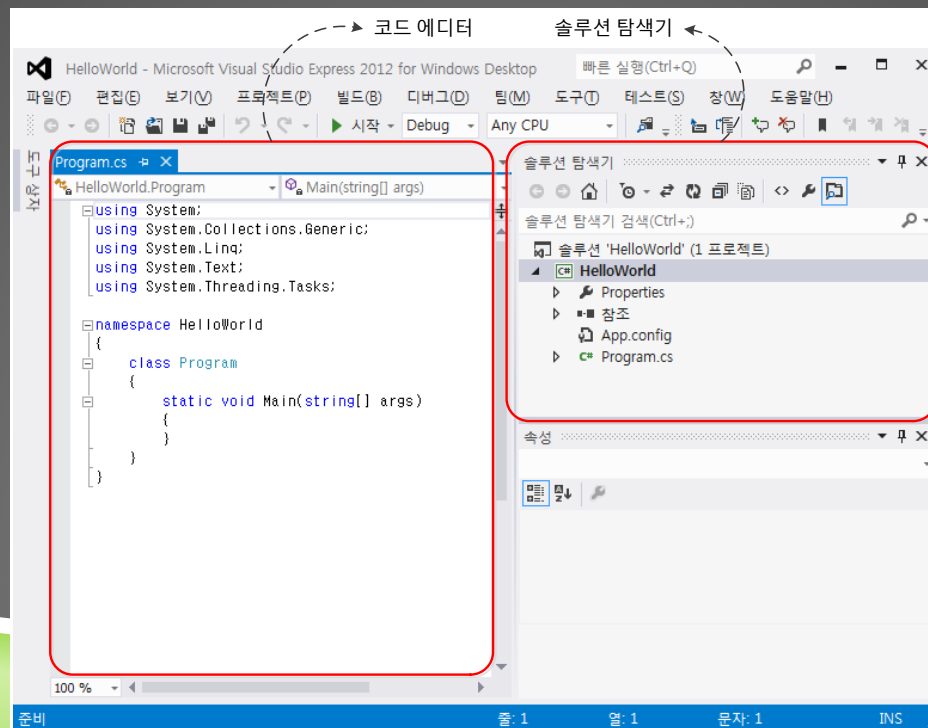 코드 에디터
솔루션 탐색기
HelloWorld - Microsoft Visual Studio Express 2012 for Windows Desktop
빠른 실행(Ctrl+Q)
파일(F) 편집(E) 보기(V) 프로젝트(P) 빌드(B) 디버그(D) 팀(M) 도구(T) 테스트(S) 창(W) 도움말(H)
시작 Debug Any CPU
도구 상자
Program.cs
HelloWorld.Program
Main(string[] args)
using System;
using System.Collections.Generic;
using System.Linq;
using System.Text;
using System.Threading.Tasks;
namespace HelloWorld
{
class Program
{
static void Main(string[] args)
{
}
}
}
100 %
솔루션 탐색기
솔루션 탐색기 검색(Ctrl+;)
솔루션 'HelloWorld' (1 프로젝트)
C# HelloWorld
Properties
참조
App.config
C# Program.cs
속성
준비 줄: 1 열: 1 문자: 1 INS